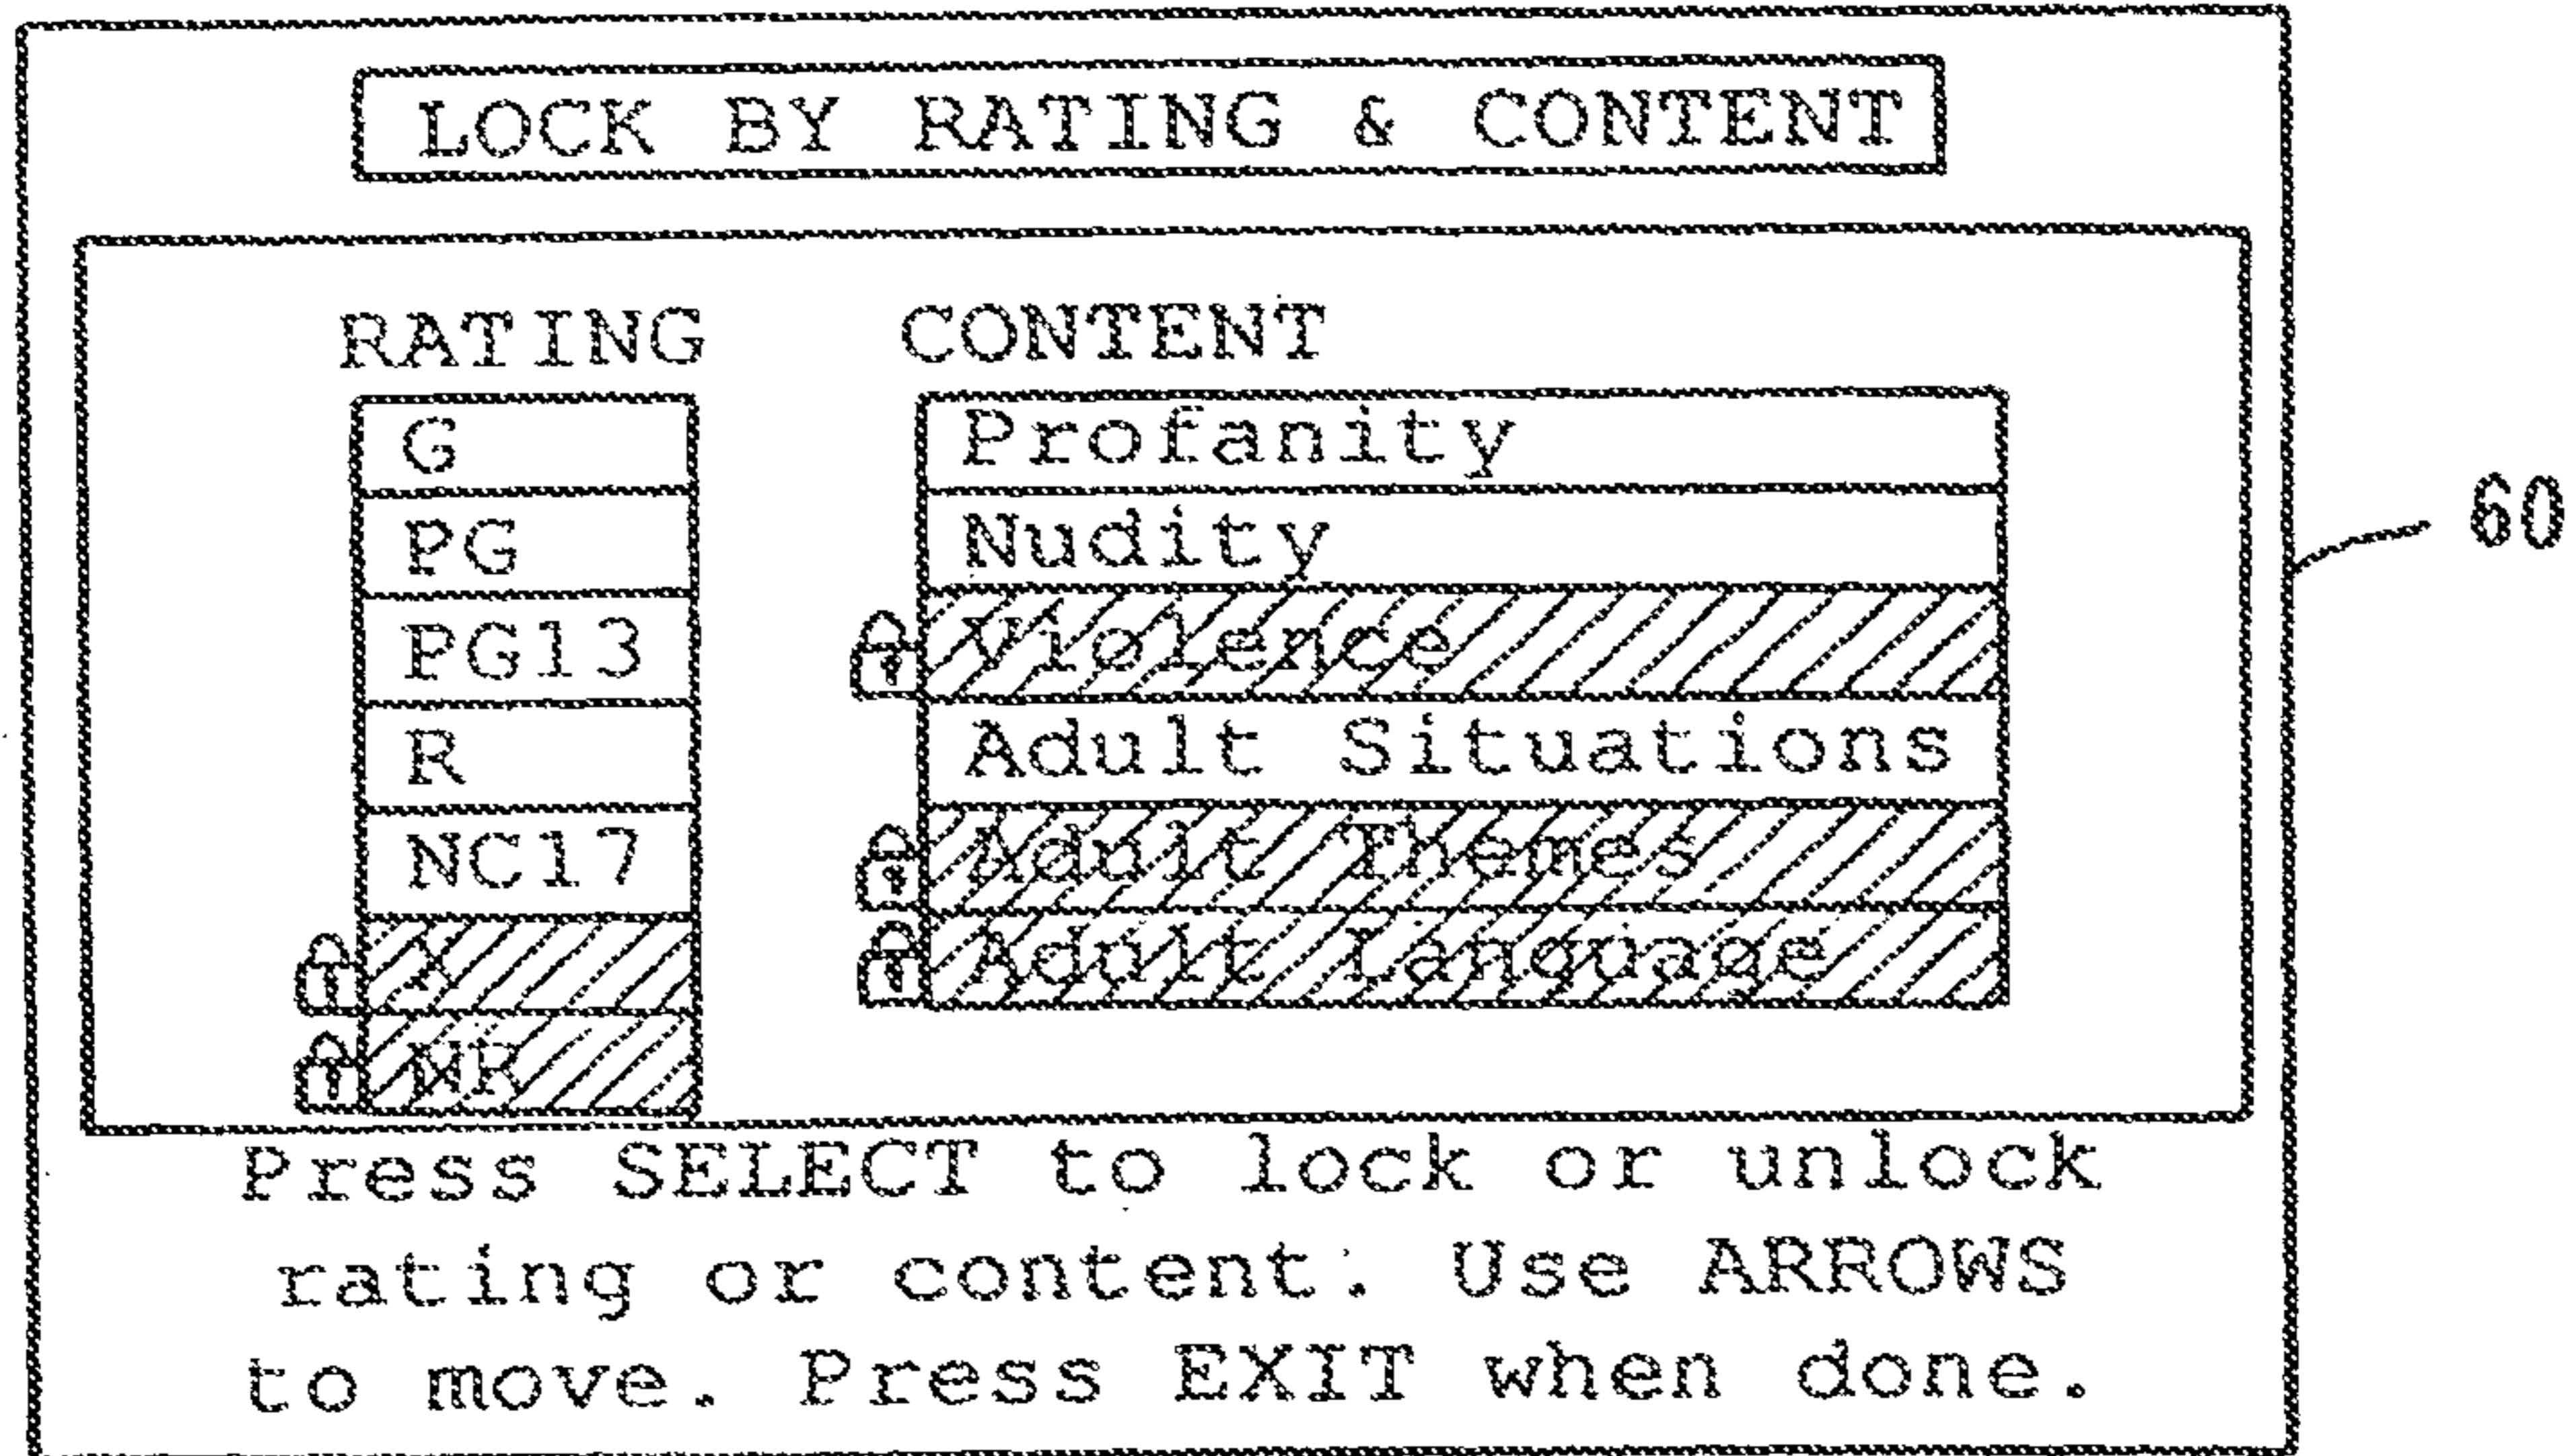 LOCK BY RATING & CONTENT
RATING CONTENT
G Profanity
PG Nudity
PG13 Violence
R Adult Situations
NC17 Adult Themes
X Adult Language
NR
Press SELECT to lock or unlock
rating or content. Use ARROWS
to move. Press EXIT when done.
60